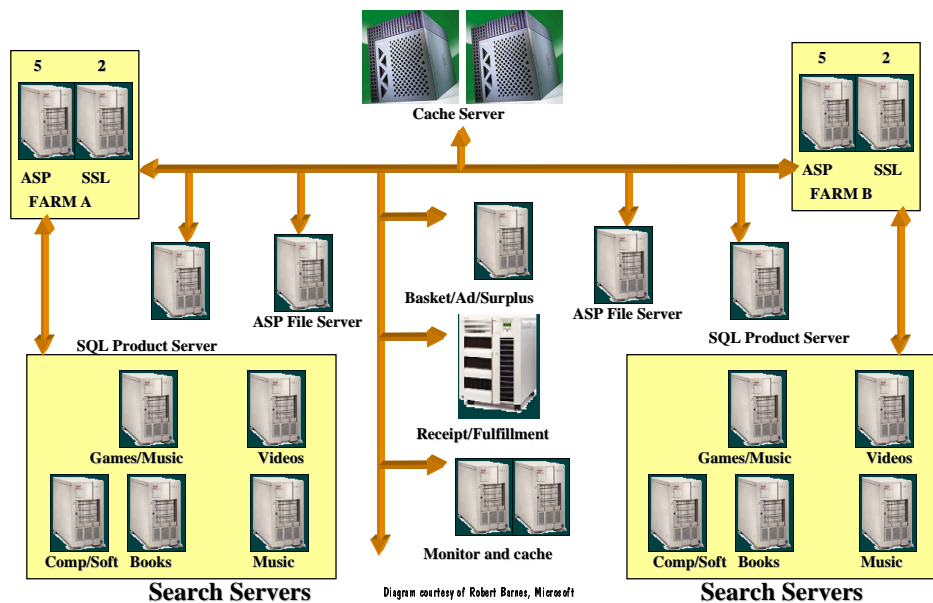 5 2
5 2
Cache Server
ASP SSL
FARM A
ASP SSL
FARM B
Basket/Ad/Surplus
ASP File Server
ASP File Server
SQL Product Server
SQL Product Server
Receipt/Fulfillment
Games/Music Videos
Games/Music Videos
Monitor and cache
Comp/Soft Books Music
Comp/Soft Books Music
Search Servers
Diagram courtesy of Robert Barnes, Microsoft
Search Servers